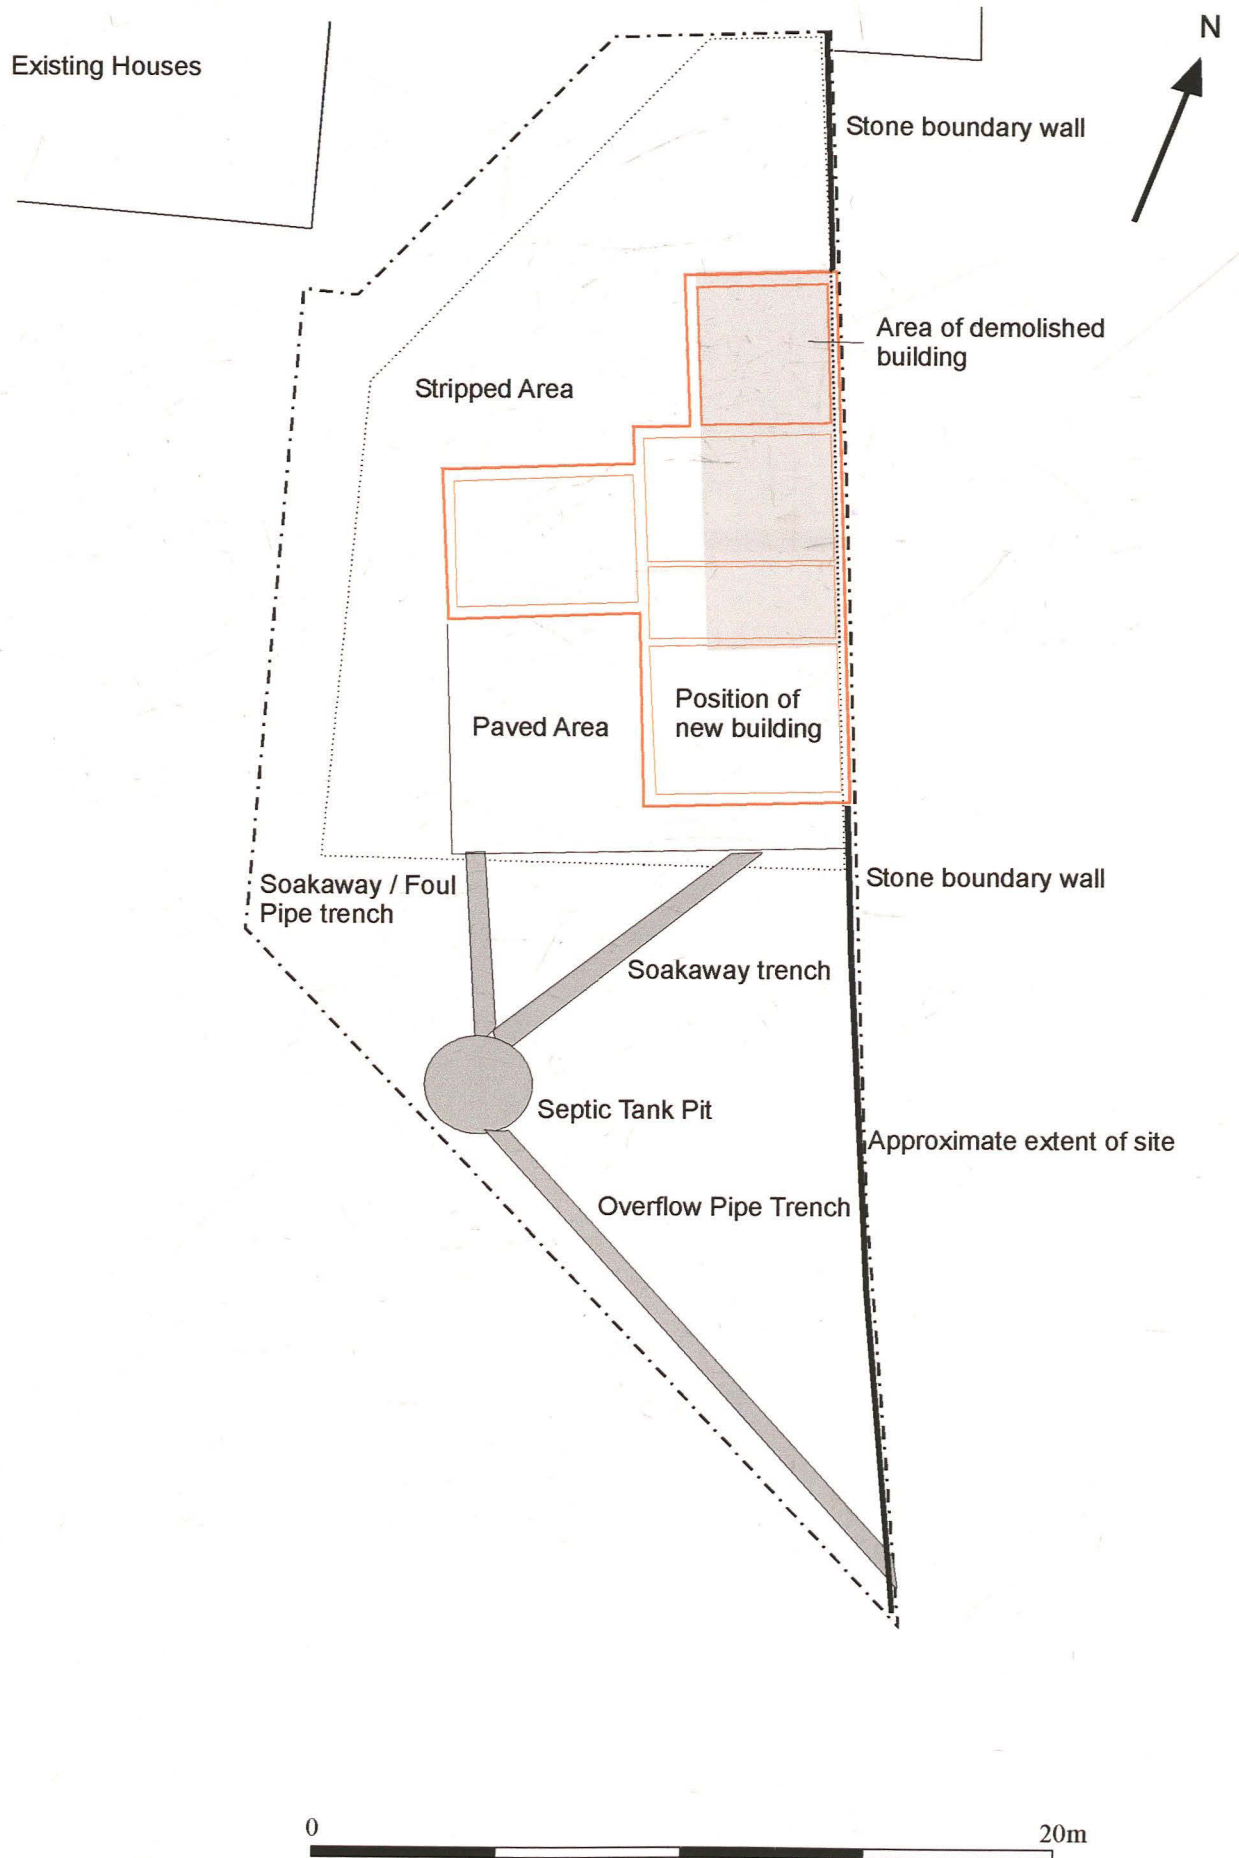 N
Existing Houses
Stone boundary wall
Area of demolished
building
Stripped Area
Position of
new building
Paved Area
Soakaway / Foul
Pipe trench
Stone boundary wall
Soakaway trench
Septic Tank Pit
Approximate extent of site
Overflow Pipe Trench
0
20m